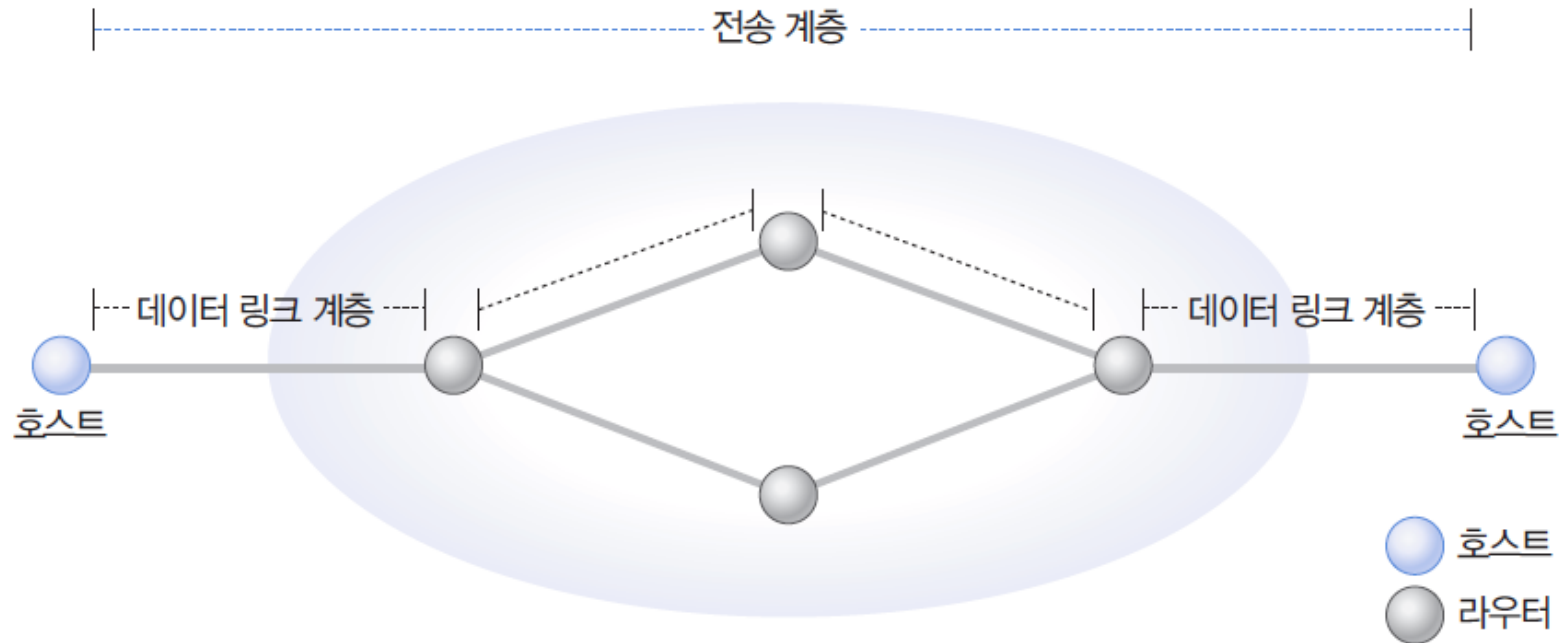 전송 계층
데이터 링크 계층
데이터 링크 계층
호스트
호스트
호스트
라우터